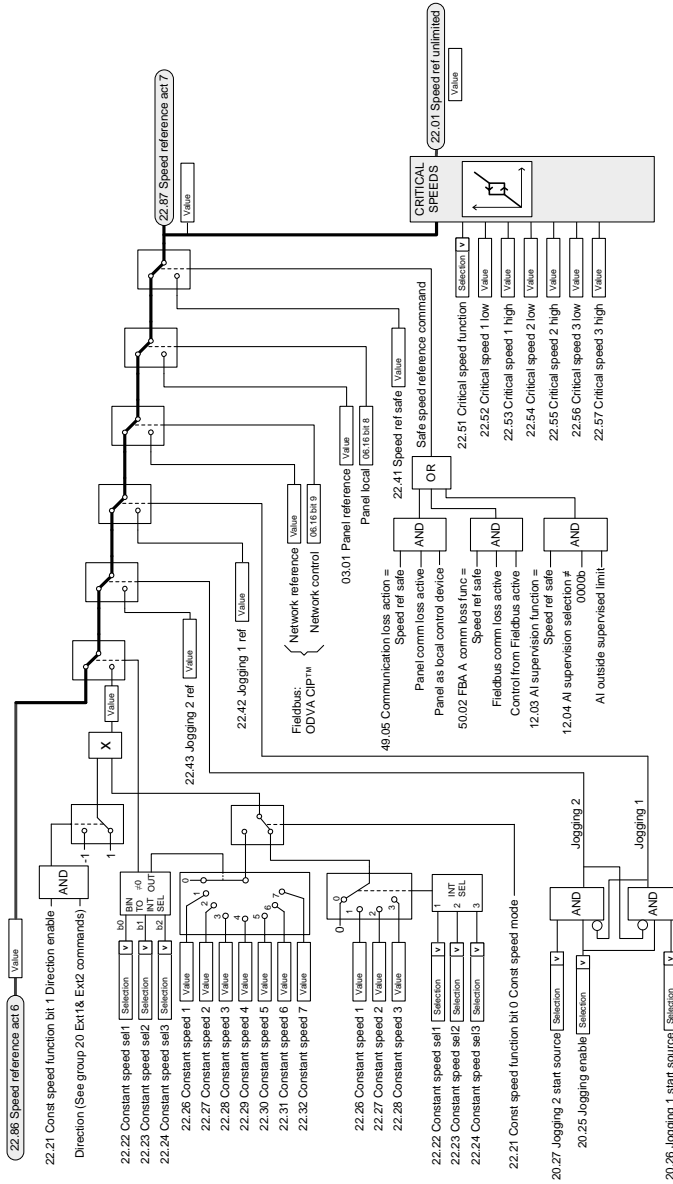 22.86 Speed reference act 6
Value
22.21 Const speed function bit 1 Direction enable
Direction (See group 20 Ext1& Ext2 commands)
AND
-1
1
X
Value
22.22 Constant speed sel1
Selection
v
22.23 Constant speed sel2
Selection
v
22.24 Constant speed sel3
Selection
v
b0
b1
b2
BIN
TO
INT
SEL
≠0
OUT
22.26 Constant speed 1
Value
22.27 Constant speed 2
Value
22.28 Constant speed 3
Value
22.29 Constant speed 4
Value
22.30 Constant speed 5
Value
22.31 Constant speed 6
Value
22.32 Constant speed 7
Value
0
1
2
3
4
5
6
7
22.26 Constant speed 1
Value
22.27 Constant speed 2
Value
22.28 Constant speed 3
Value
0
1
2
3
22.22 Constant speed sel1
Selection
v
22.23 Constant speed sel2
Selection
v
22.24 Constant speed sel3
Selection
v
1
2
3
INT
SEL
22.21 Const speed function bit 0 Const speed mode
20.27 Jogging 2 start source
Selection
v
20.25 Jogging enable
Selection
v
20.26 Jogging 1 start source
Selection
v
AND
AND
Jogging 2
Jogging 1
22.43 Jogging 2 ref
Value
22.42 Jogging 1 ref
Value
Fieldbus:
ODVA CIP™
Network reference
Value
Network control
06.16 bit 9
03.01 Panel reference
Value
Panel local
06.16 bit 8
22.41 Speed ref safe
Value
Safe speed reference command
49.05 Communication loss action =
Speed ref safe
Panel comm loss active
Panel as local control device
AND
50.02 FBA A comm loss func =
Speed ref safe
Fieldbus comm loss active
Control from Fieldbus active
AND
12.03 AI supervision function =
Speed ref safe
12.04 AI supervision selection ≠
0000b
AI outside supervised limit
AND
OR
22.87 Speed reference act 7
Value
CRITICAL
SPEEDS
22.51 Critical speed function
Selection
v
22.52 Critical speed 1 low
Value
22.53 Critical speed 1 high
Value
22.54 Critical speed 2 low
Value
22.55 Critical speed 2 high
Value
22.56 Critical speed 3 low
Value
22.57 Critical speed 3 high
Value
22.01 Speed ref unlimited
Value